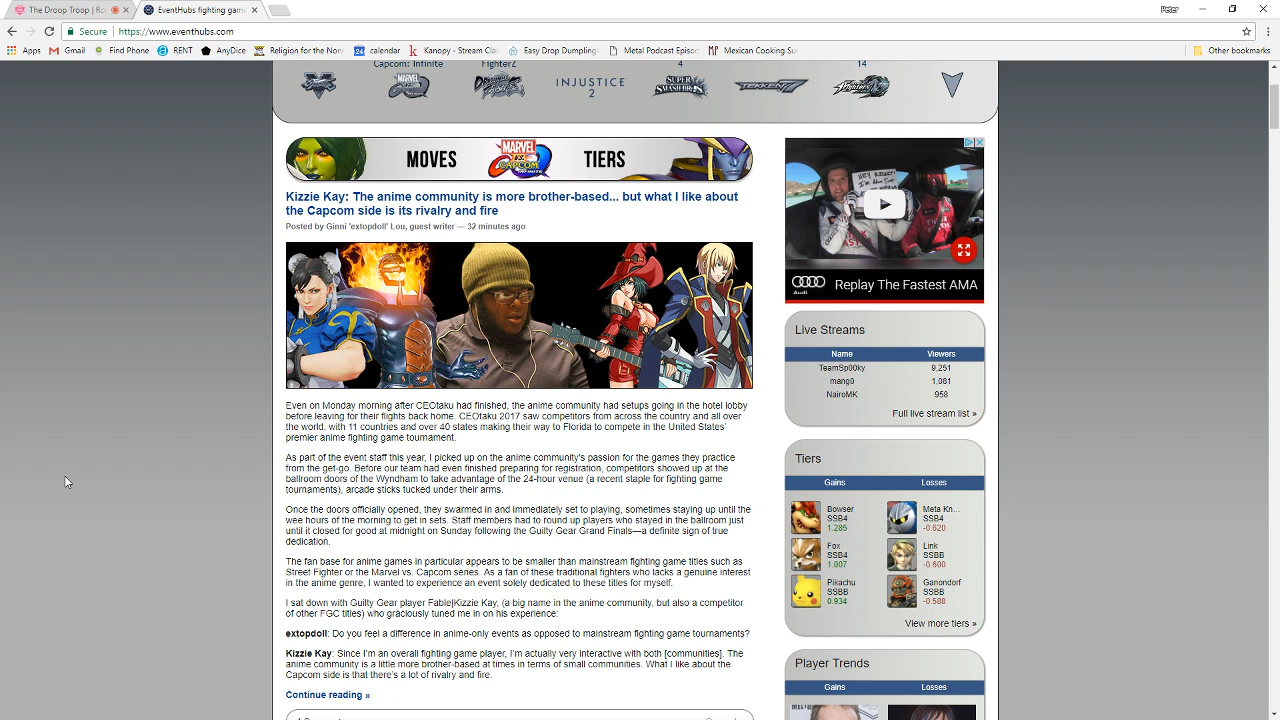 The Droop Troop | Ro
EventHubs fighting gam
Peter
Secure
https://www.eventhubs.com
Apps
Gmail
Find Phone
RENT
AnyDice
Religion for the Non
calendar
Kanopy - Stream Cla
Easy Drop Dumpling
Metal Podcast Episod
Mexican Cooking Sun
Other bookmarks
Capcom: Infinite
FighterZ
4
14
INJUSTICE
2
SUPER
SMASH BROS
TEKKEN 7
MOVES
MARVEL
VS
CAPCOM
INFINITE
TIERS
Kizzie Kay: The anime community is more brother-based... but what I like about
the Capcom side is its rivalry and fire
Posted by Ginni 'extopdoll' Lou, guest writer — 32 minutes ago
Even on Monday morning after CEOtaku had finished, the anime community had setups going in the hotel lobby
before leaving for their flights back home. CEOtaku 2017 saw competitors from across the country and all over
the world, with 11 countries and over 40 states making their way to Florida to compete in the United States'
premier anime fighting game tournament.
As part of the event staff this year, I picked up on the anime community's passion for the games they practice
from the get-go. Before our team had even finished preparing for registration, competitors showed up at the
ballroom doors of the Wyndham to take advantage of the 24-hour venue (a recent staple for fighting game
tournaments), arcade sticks tucked under their arms.
Once the doors officially opened, they swarmed in and immediately set to playing, sometimes staying up until the
wee hours of the morning to get in sets. Staff members had to round up players who stayed in the ballroom just
until it closed for good at midnight on Sunday following the Guilty Gear Grand Finals—a definite sign of true
dedication.
The fan base for anime games in particular appears to be smaller than mainstream fighting game titles such as
Street Fighter or the Marvel vs. Capcom series. As a fan of these traditional fighters who lacks a genuine interest
in the anime genre, I wanted to experience an event solely dedicated to these titles for myself.
I sat down with Guilty Gear player Fable|Kizzie Kay, (a big name in the anime community, but also a competitor
of other FGC titles) who graciously tuned me in on his experience:
extopdoll: Do you feel a difference in anime-only events as opposed to mainstream fighting game tournaments?
Kizzie Kay: Since I'm an overall fighting game player, I'm actually very interactive with both [communities]. The
anime community is a little more brother-based at times in terms of small communities. What I like about the
Capcom side is that there's a lot of rivalry and fire.
Continue reading »
HEY, RESET!
Audi
Replay The Fastest AMA
Live Streams
Name Viewers
TeamSp00ky 9,251
mang0 1,081
NairoMK 958
Full live stream list »
Tiers
Gains Losses
Bowser
SSB4
1.285
Meta Kn...
SSB4
-0.620
Fox
SSB4
1.007
Link
SSBB
-0.600
Pikachu
SSBB
0.934
Ganondorf
SSBB
-0.588
View more tiers »
Player Trends
Gains Losses